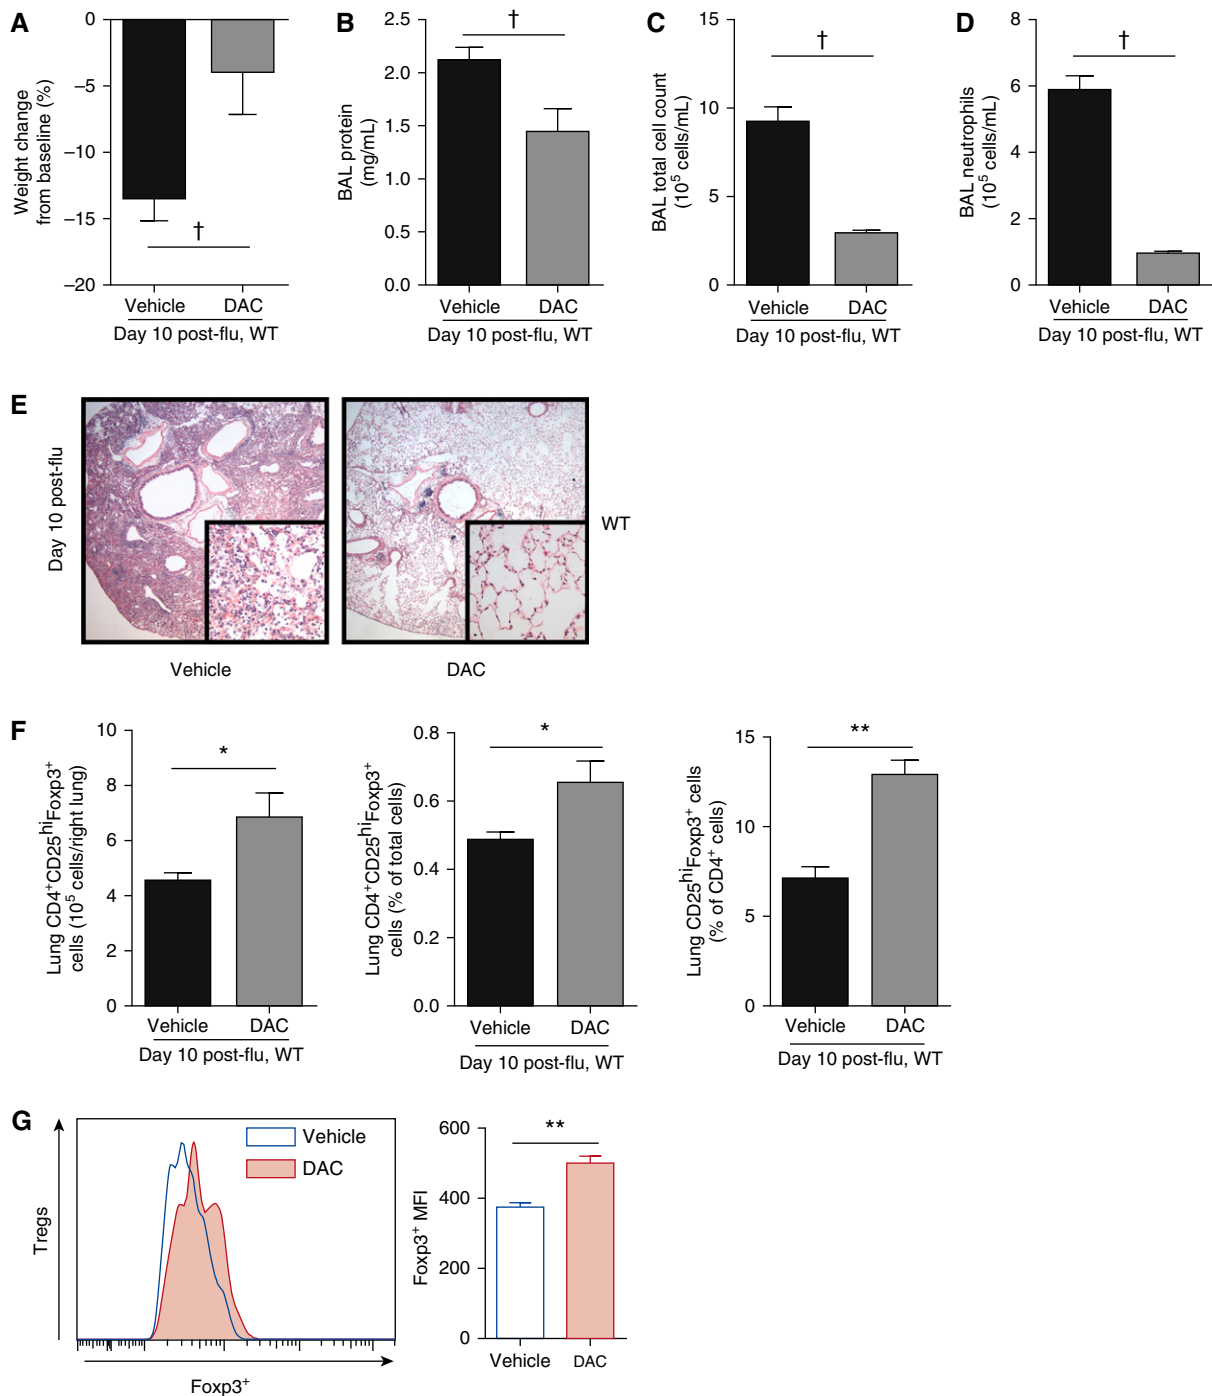 A
0
−5
−10
−15
−20
Weight change
from baseline (%)
†
Vehicle DAC
Day 10 post-flu, WT
B
2.5
2.0
1.5
1.0
0.5
0.0
BAL protein
(mg/mL)
†
Vehicle DAC
Day 10 post-flu, WT
C
15
10
5
0
BAL total cell count
(10⁵ cells/mL)
†
Vehicle DAC
Day 10 post-flu, WT
D
8
6
4
2
0
BAL neutrophils
(10⁵ cells/mL)
†
Vehicle DAC
Day 10 post-flu, WT
E
Day 10 post-flu
WT
Vehicle DAC
F
10
8
6
4
2
0
Lung CD4⁺CD25ʰⁱFoxp3⁺
cells (10⁵ cells/right lung)
*
Vehicle DAC
Day 10 post-flu, WT
0.8
0.6
0.4
0.2
0.0
Lung CD4⁺CD25ʰⁱFoxp3⁺
cells (% of total cells)
*
Vehicle DAC
Day 10 post-flu, WT
15
10
5
0
Lung CD25ʰⁱFoxp3⁺ cells
(% of CD4⁺ cells)
**
Vehicle DAC
Day 10 post-flu, WT
G
Tregs
Vehicle
DAC
Foxp3⁺
600
400
200
0
Foxp3⁺ MFI
**
Vehicle DAC